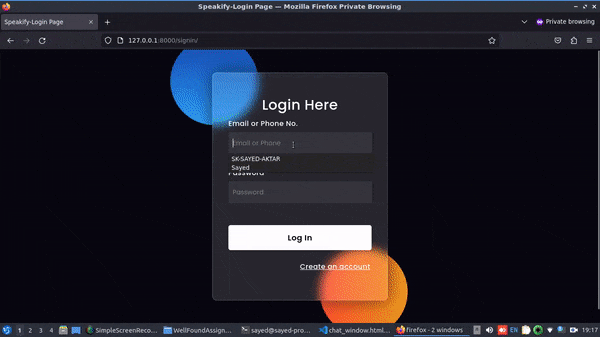 Speakify-Login Page — Mozilla Firefox Private Browsing
Speakify-Login Page
Private browsing
127.0.0.1:8000/signin/
Login Here
Email or Phone No.
Email or Phone
SK-SAYED-AKTAR
Sayed
Password
Password
Log In
Create an account
1 2 3 4
SimpleScreenReco...
WellFoundAssign...
sayed@sayed-pro...
chat_window.html...
firefox - 2 windows
EN
19:17